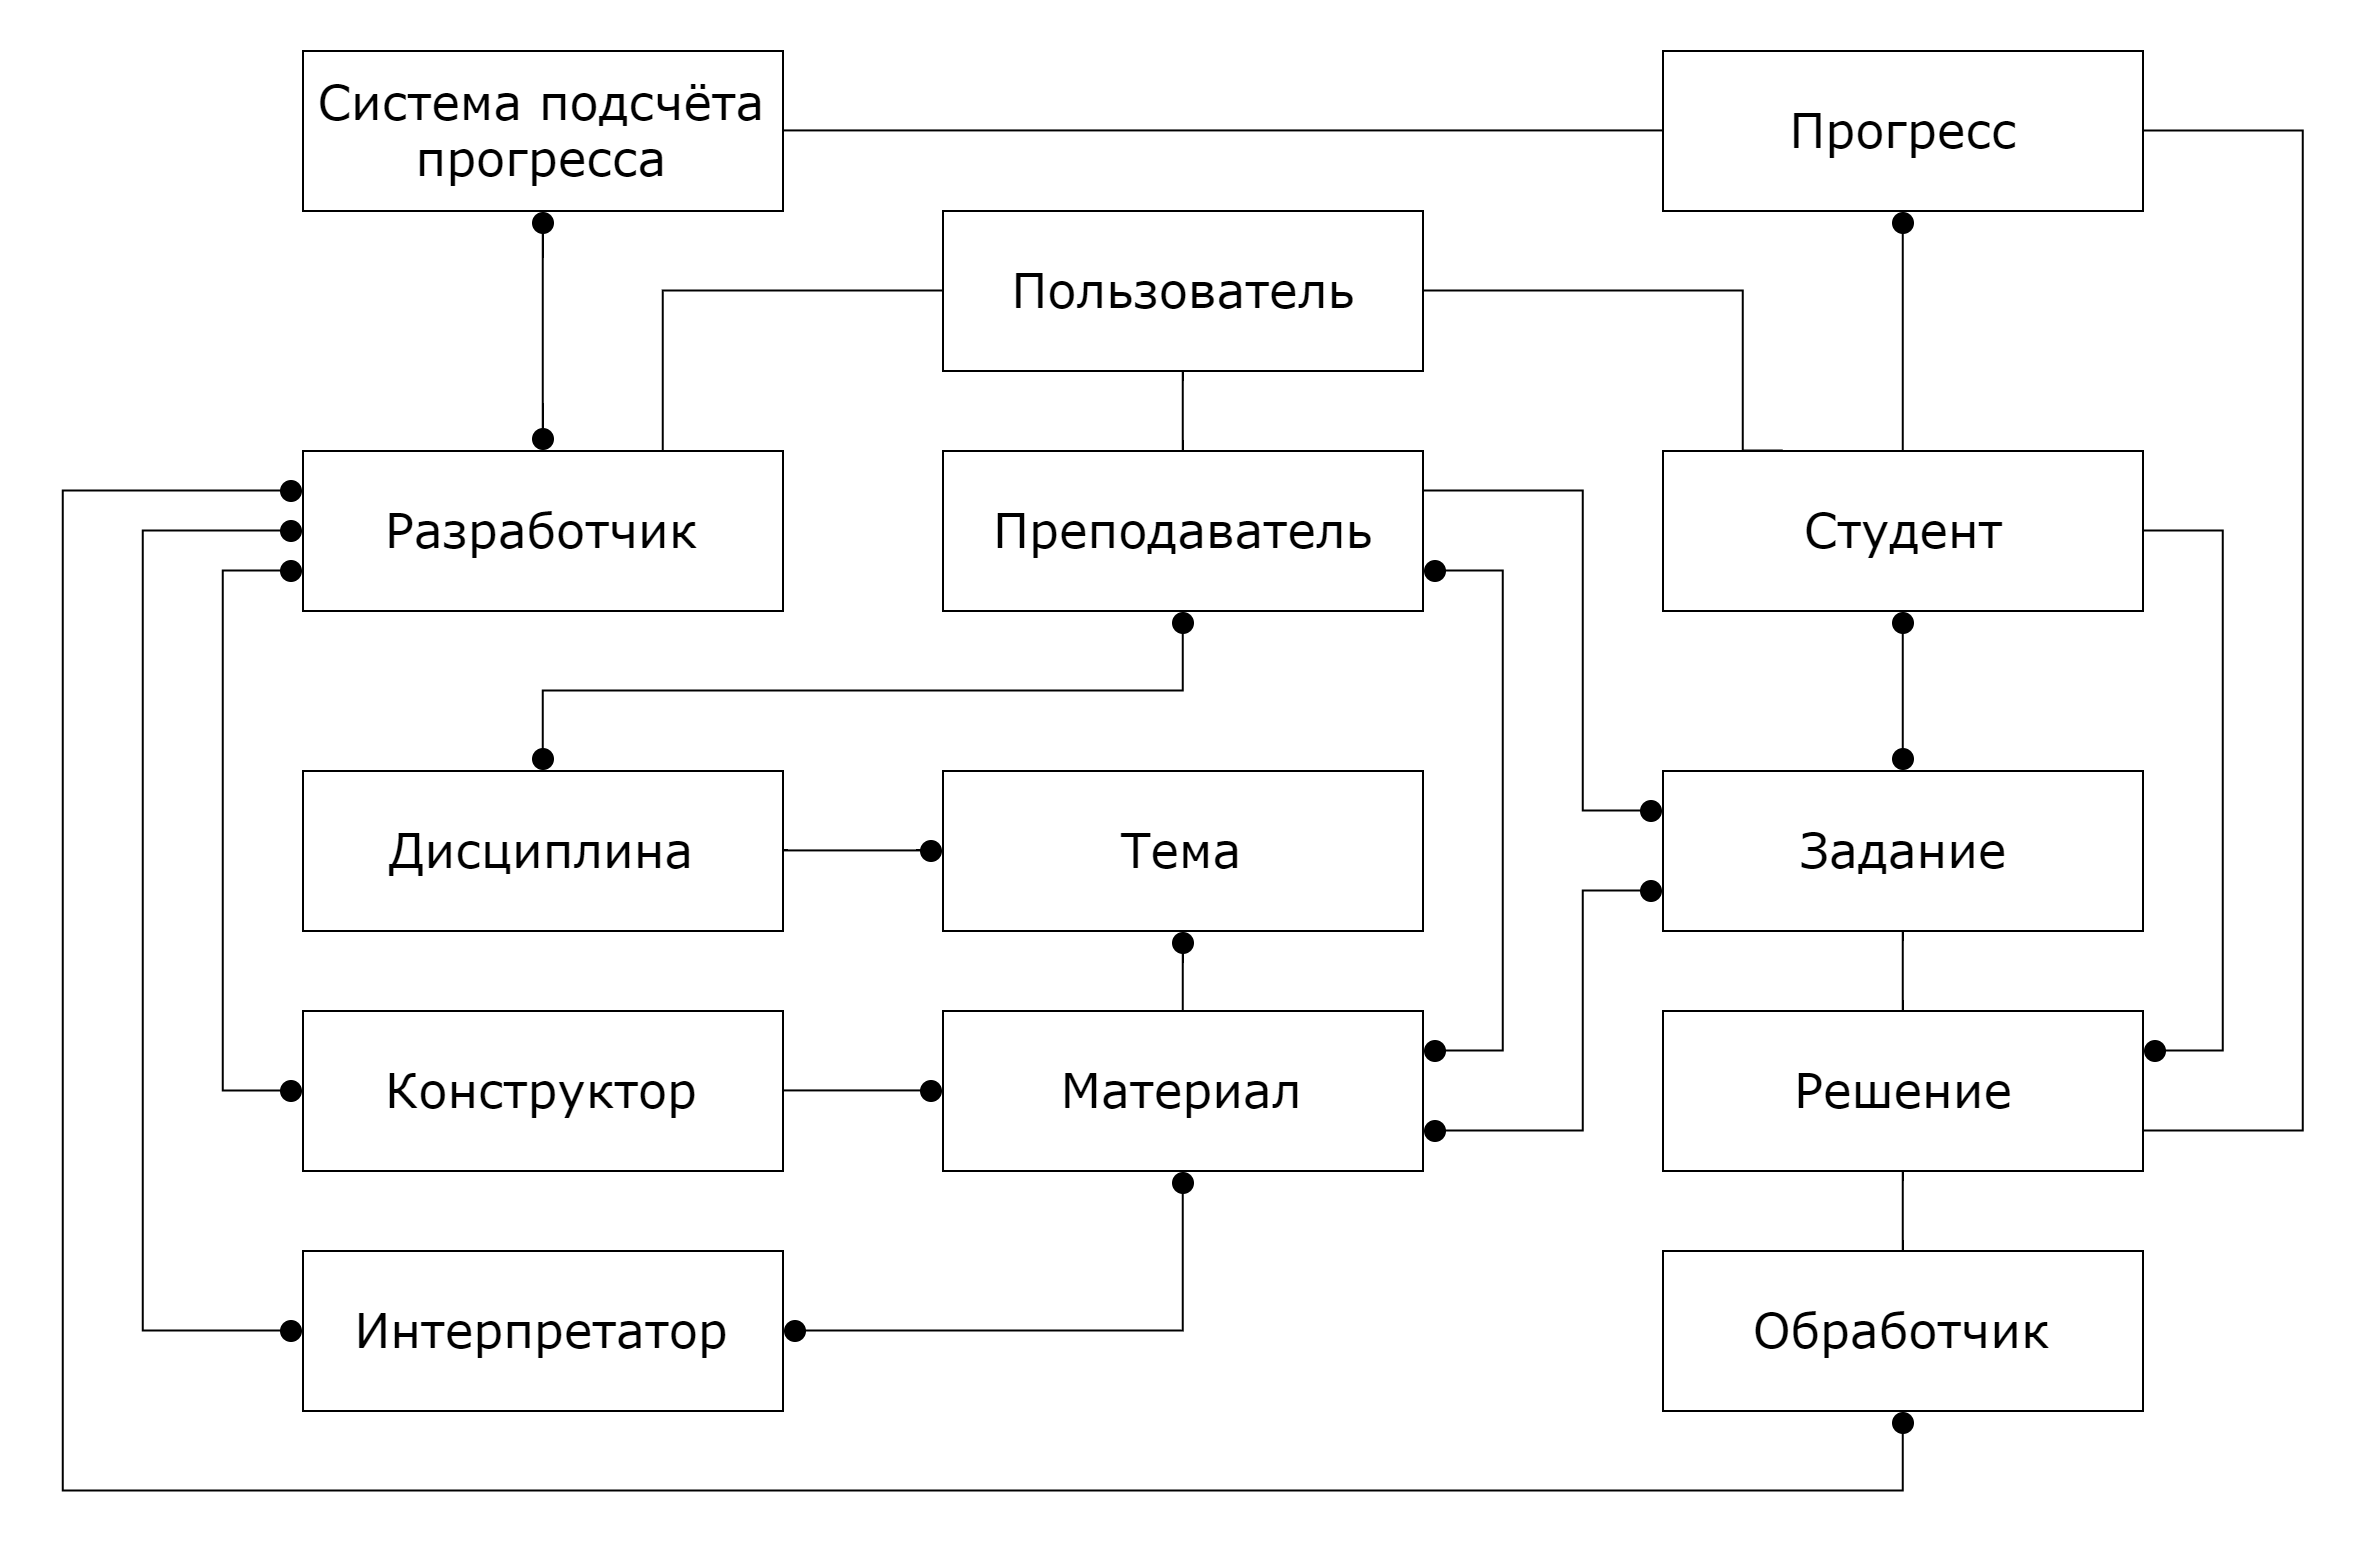 Система подсчёта
прогресса
Прогресс
Пользователь
Разработчик
Преподаватель
Студент
Дисциплина
Тема
Задание
Конструктор
Материал
Решение
Интерпретатор
Обработчик